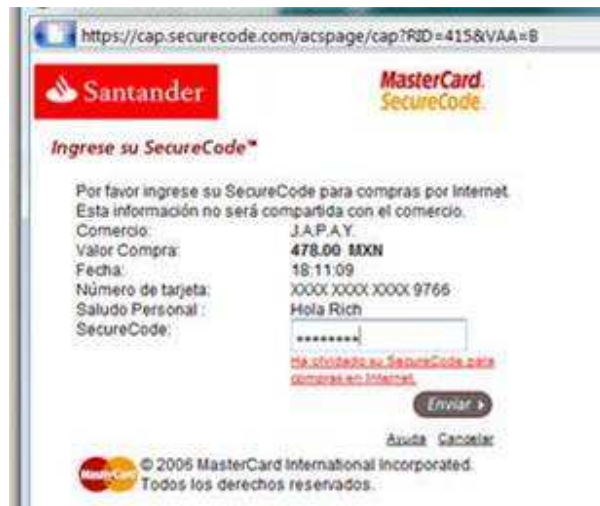 https://cap.securecode.com/acspage/cap?RID=415&VAA=B
Santander
MasterCard.
SecureCode.
Ingrese su SecureCode™
Por favor ingrese su SecureCode para compras por Internet.
Esta información no será compartida con el comercio.
Comercio: J.A.P.A.Y.
Valor Compra: 478.00 MXN
Fecha: 18:11:09
Número de tarjeta: XXXX XXXX XXXX 9766
Saludo Personal : Hola Rich
SecureCode: ••••••••
Ha olvidado su SecureCode para
compras en Internet.
Enviar
Ayuda Cancelar
MasterCard © 2006 MasterCard International Incorporated.
Todos los derechos reservados.